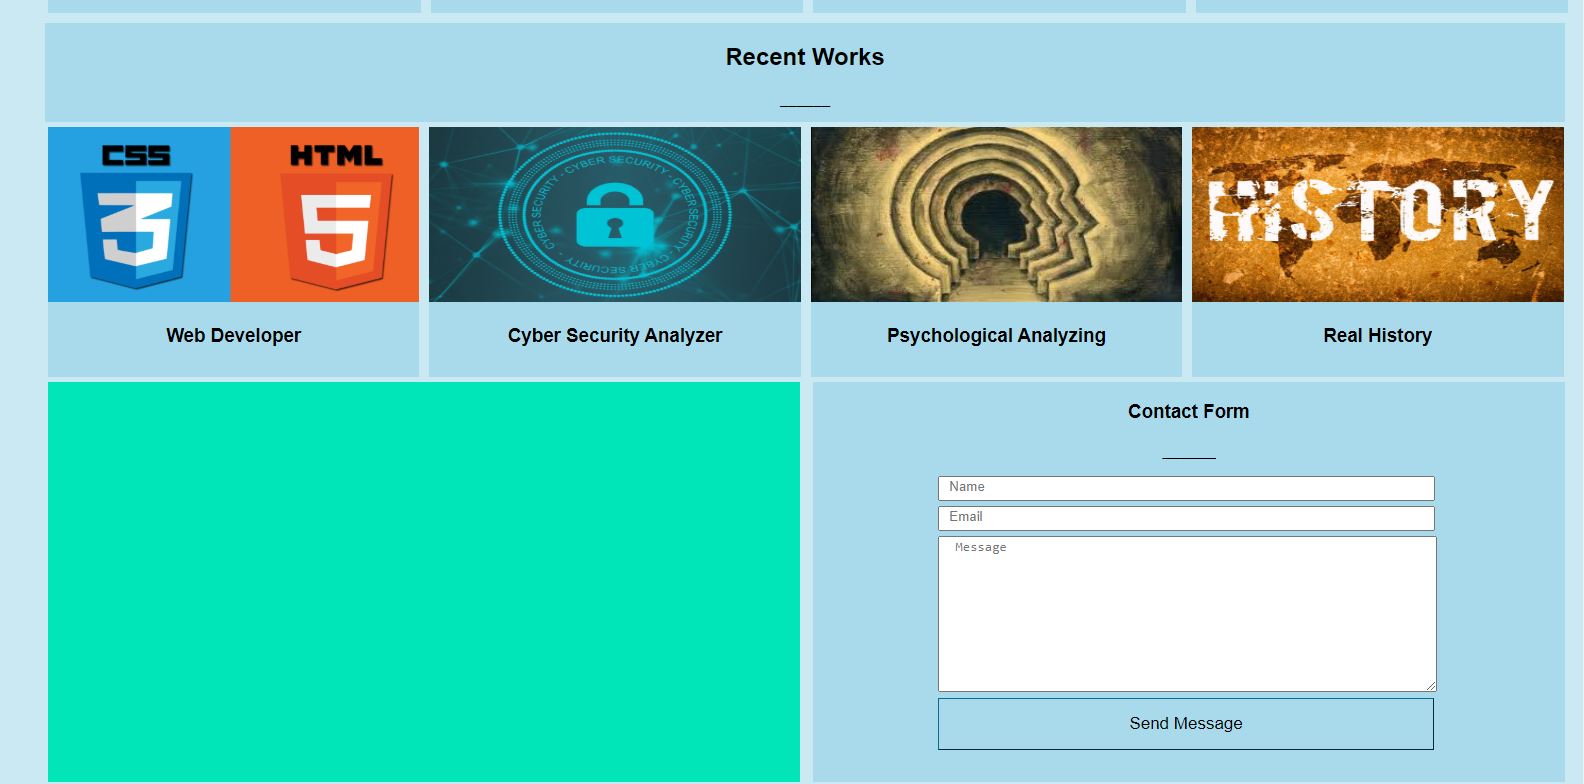 Recent Works
CSS
3
HTML
5
CYBER SECURITY - CYBER SECURITY - CYBER SECURITY - CYBER SECURITY -
HISTORY
Web Developer
Cyber Security Analyzer
Psychological Analyzing
Real History
Contact Form
Name
Email
Message
Send Message